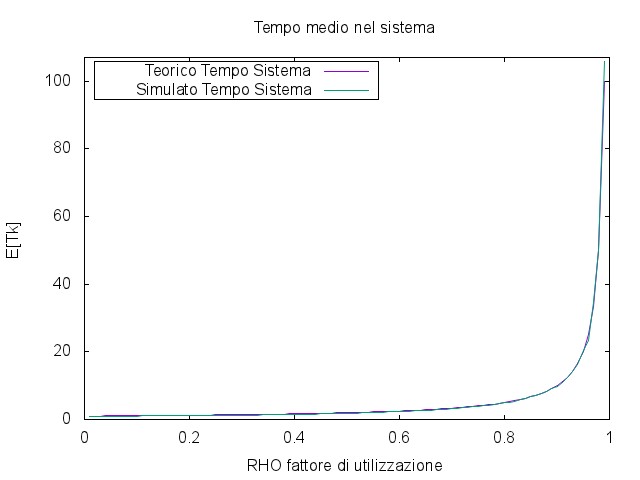 Tempo medio nel sistema
Teorico Tempo Sistema
Simulato Tempo Sistema
100
80
60
40
20
0
E[Tk]
0 0.2 0.4 0.6 0.8 1
RHO fattore di utilizzazione